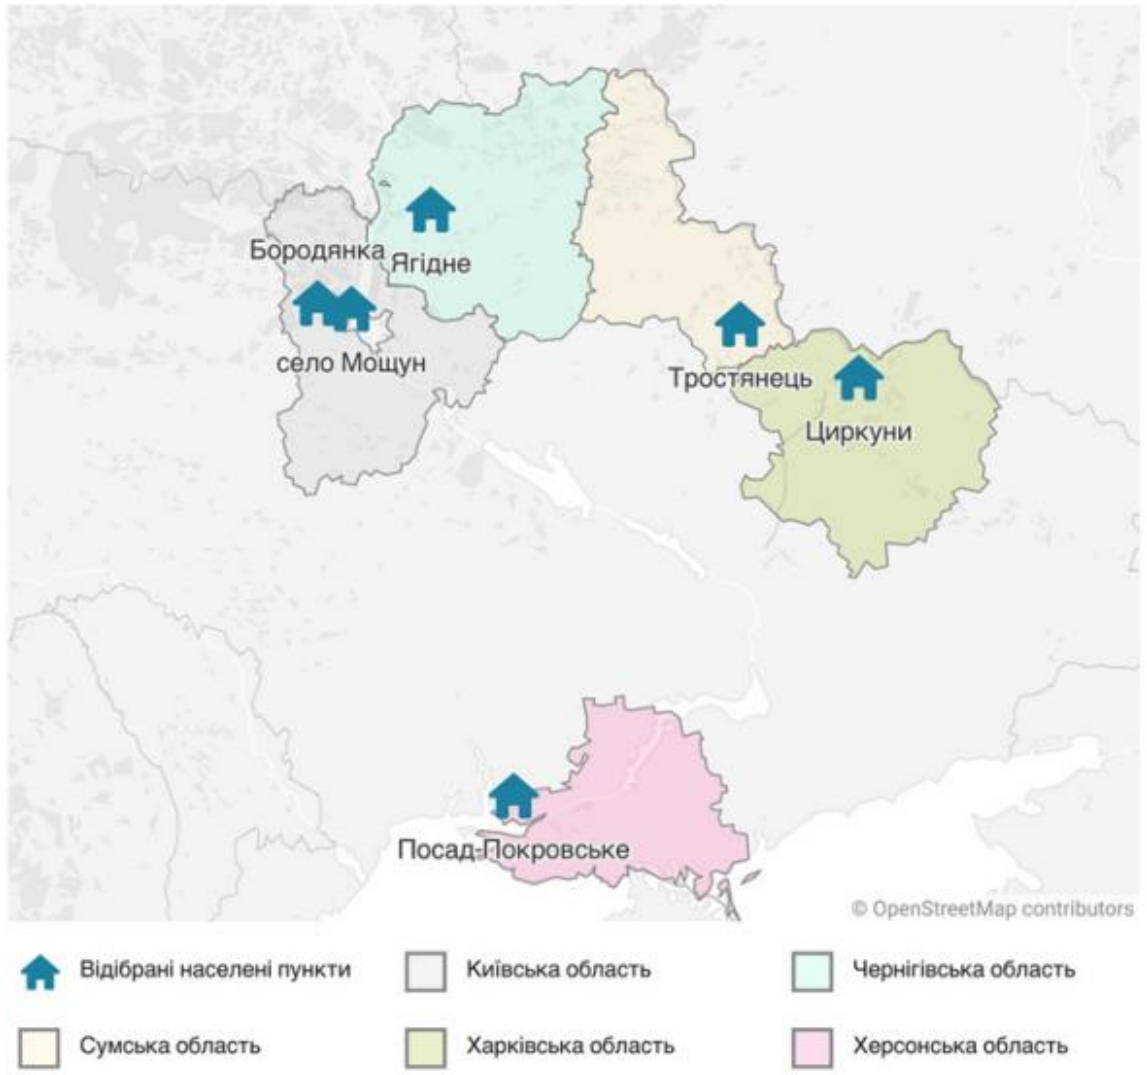 Бородянка
Ягідне
село Мощун
Тростянець
Циркуни
Посад-Покровське
© OpenStreetMap contributors
Відібрані населені пункти
Київська область
Чернігівська область
Сумська область
Харківська область
Херсонська область